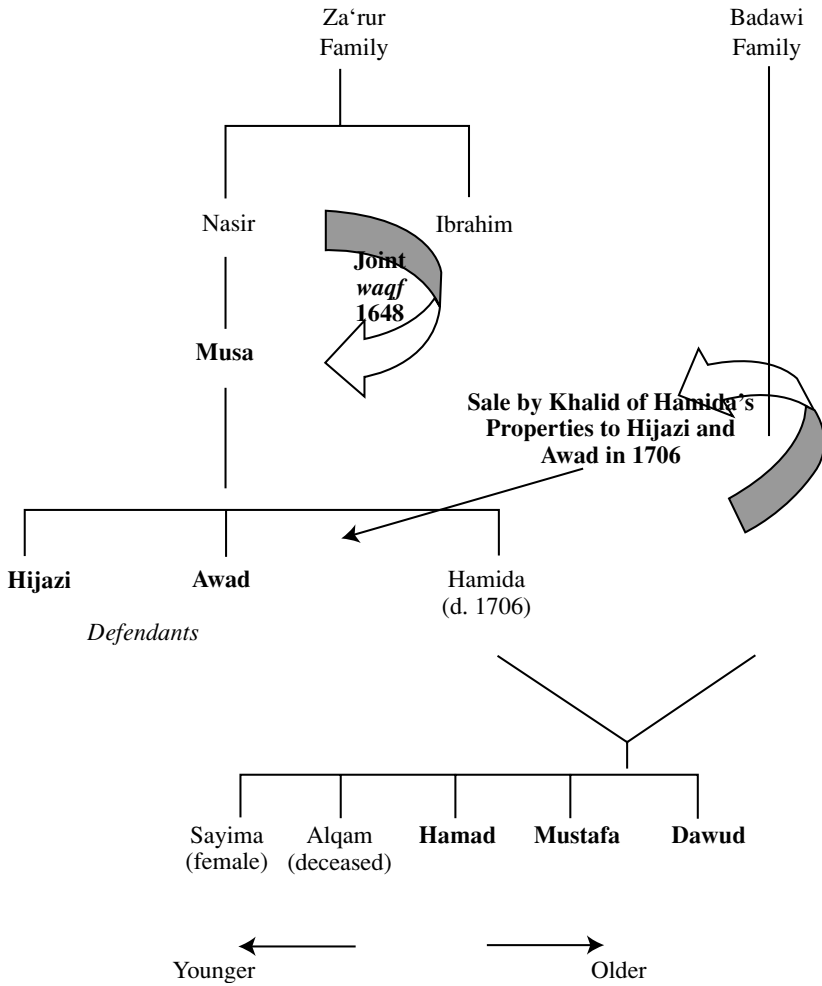 Za‘rur
Family
Badawi
Family
Nasir
Ibrahim
Joint
waqf
1648
Musa
Sale by Khalid of Hamida’s
Properties to Hijazi and
Awad in 1706
Hijazi
Awad
Hamida
(d. 1706)
Defendants
Sayima
(female)
Alqam
(deceased)
Hamad
Mustafa
Dawud
Younger
Older